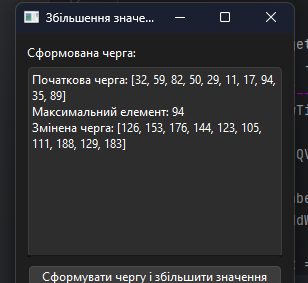 Збільшення значе...
Сформована черга:
Початкова черга: [32, 59, 82, 50, 29, 11, 17, 94,
35, 89]
Максимальний елемент: 94
Змінена черга: [126, 153, 176, 144, 123, 105,
111, 188, 129, 183]
Сформувати чергу і збільшити значення